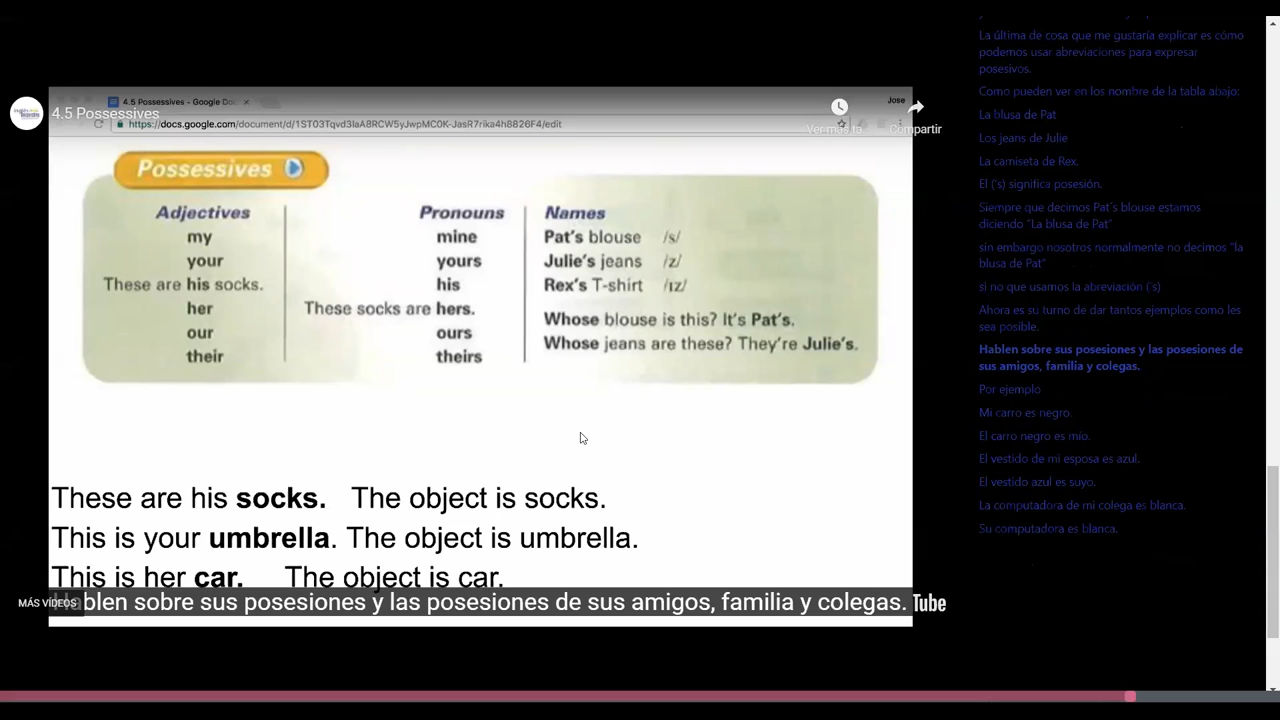 4.5 Possessives - Google Do
Jose
4.5 Possessives
https://docs.google.com/document/d/1ST03Tqvd3laA8RCW5yJwpMC0K-JasR7rika4h8826F4/edit
Ver más ta...
Compartir
Possessives
Adjectives
my
your
These are his socks.
her
our
their
Pronouns
mine
yours
his
These socks are hers.
ours
theirs
Names
Pat's blouse /s/
Julie's jeans /z/
Rex's T-shirt /ɪz/
Whose blouse is this? It's Pat's.
Whose jeans are these? They're Julie's.
These are his socks. The object is socks.
This is your umbrella. The object is umbrella.
This is her car. The object is car.
MÁS VÍDEOS
Hablen sobre sus posesiones y las posesiones de sus amigos, familia y colegas.
Tube
La última de cosa que me gustaría explicar es cómo
podemos usar abreviaciones para expresar
posesivos.
Como pueden ver en los nombre de la tabla abajo:
La blusa de Pat
Los jeans de Julie
La camiseta de Rex.
El (‘s) significa posesión.
Siempre que decimos Pat´s blouse estamos
diciendo “La blusa de Pat”
sin embargo nosotros normalmente no decimos “la
blusa de Pat”
si no que usamos la abreviación (´s)
Ahora es su turno de dar tantos ejemplos como les
sea posible.
Hablen sobre sus posesiones y las posesiones de
sus amigos, familia y colegas.
Por ejemplo
Mi carro es negro.
El carro negro es mío.
El vestido de mi esposa es azul.
El vestido azul es suyo.
La computadora de mi colega es blanca.
Su computadora es blanca.